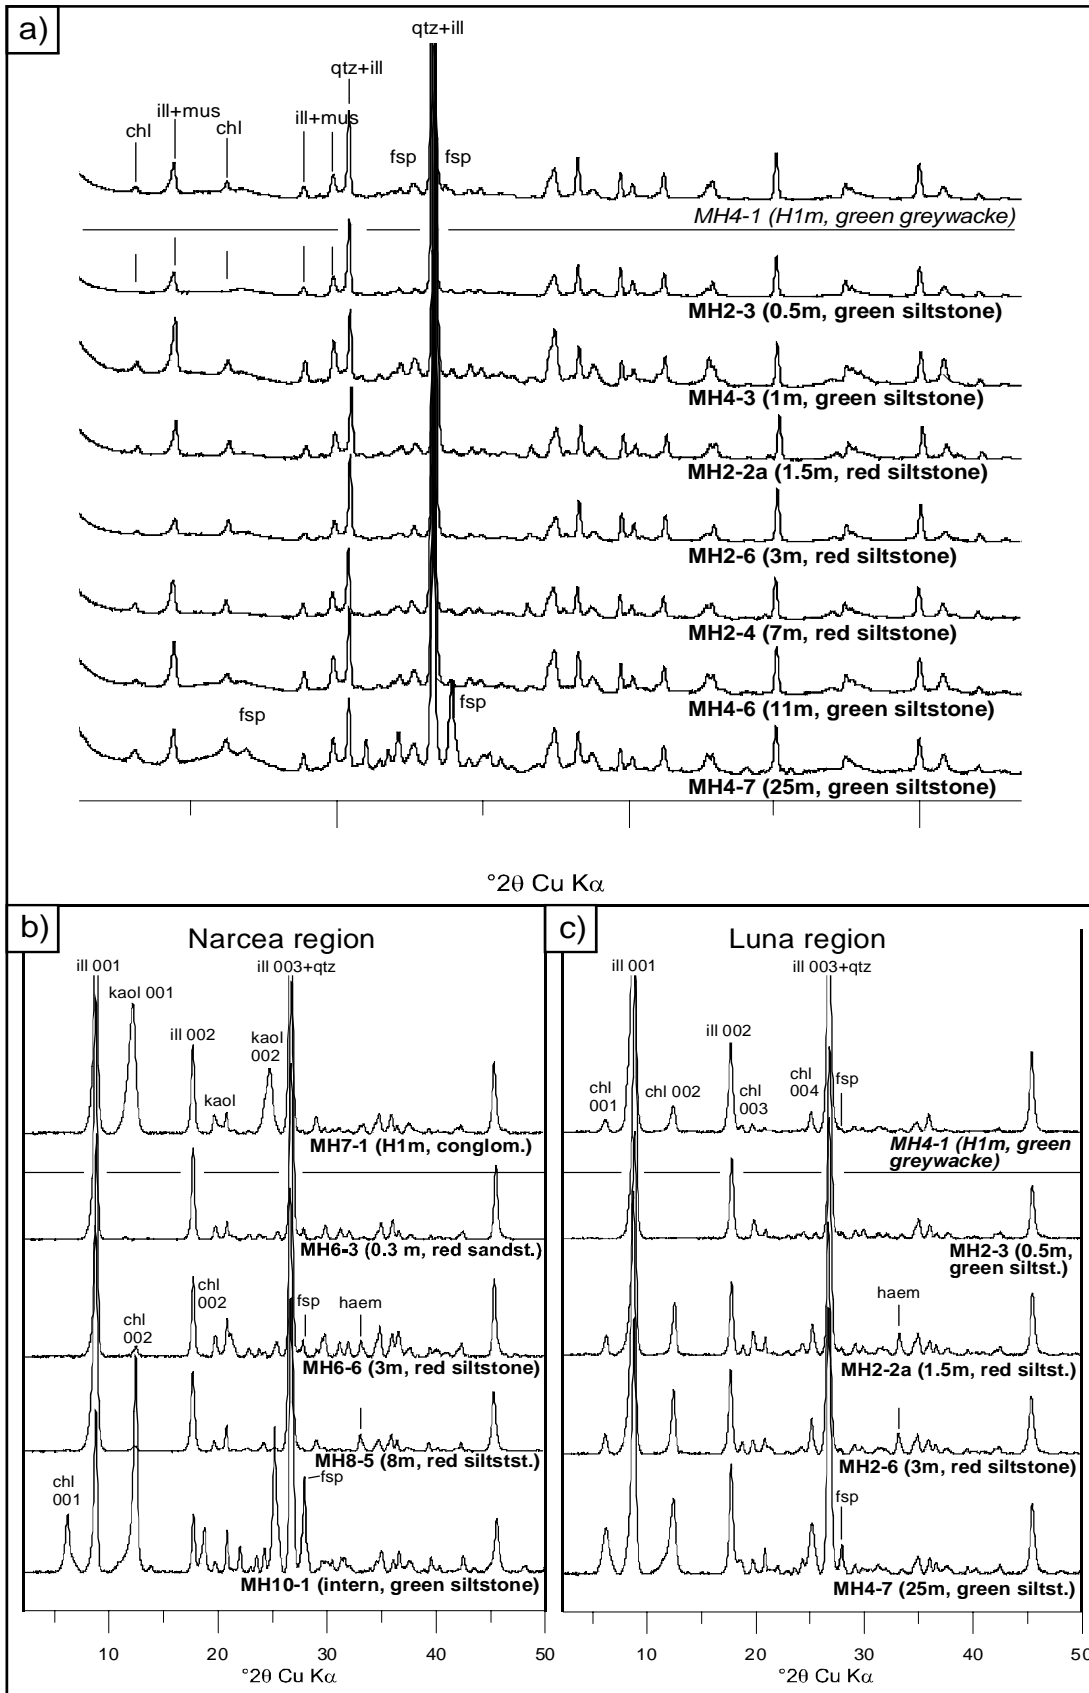 a)
qtz+ill
qtz+ill
ill+mus
chl
chl
ill+mus
fsp
fsp
MH4-1 (H1m, green greywacke)
MH2-3 (0.5m, green siltstone)
MH4-3 (1m, green siltstone)
MH2-2a (1.5m, red siltstone)
MH2-6 (3m, red siltstone)
MH2-4 (7m, red siltstone)
MH4-6 (11m, green siltstone)
fsp
fsp
MH4-7 (25m, green siltstone)
°2θ Cu Kα
b)
Narcea region
ill 001
ill 003+qtz
kaol 001
ill 002
kaol
002
kaol
MH7-1 (H1m, conglom.)
MH6-3 (0.3 m, red sandst.)
chl
002
chl
002
fsp
haem
MH6-6 (3m, red siltstone)
MH8-5 (8m, red siltstst.)
fsp
chl
001
MH10-1 (intern, green siltstone)
10
20
30
40
50
°2θ Cu Kα
c)
Luna region
ill 001
ill 003+qtz
ill 002
chl
001
chl 002
chl
003
chl
004
fsp
MH4-1 (H1m, green
greywacke)
MH2-3 (0.5m,
green siltst.)
haem
MH2-2a (1.5m, red siltst.)
MH2-6 (3m, red siltstone)
fsp
MH4-7 (25m, green siltst.)
10
20
30
40
50
°2θ Cu Kα